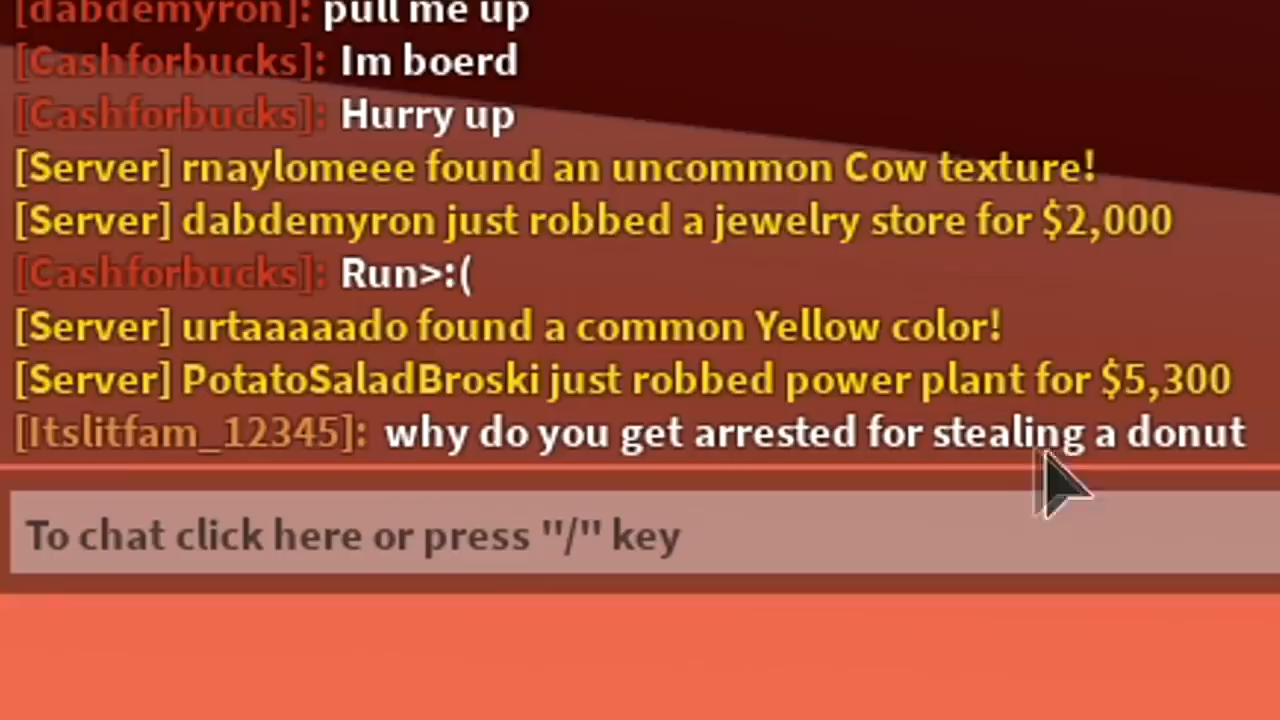 [dabdemyron]: pull me up
[Cashforbucks]: Im boerd
[Cashforbucks]: Hurry up
[Server] rnaylomeee found an uncommon Cow texture!
[Server] dabdemyron just robbed a jewelry store for $2,000
[Cashforbucks]: Run>:(
[Server] urtaaaaado found a common Yellow color!
[Server] PotatoSaladBroski just robbed power plant for $5,300
[Itslitfam_12345]: why do you get arrested for stealing a donut
To chat click here or press "/" key